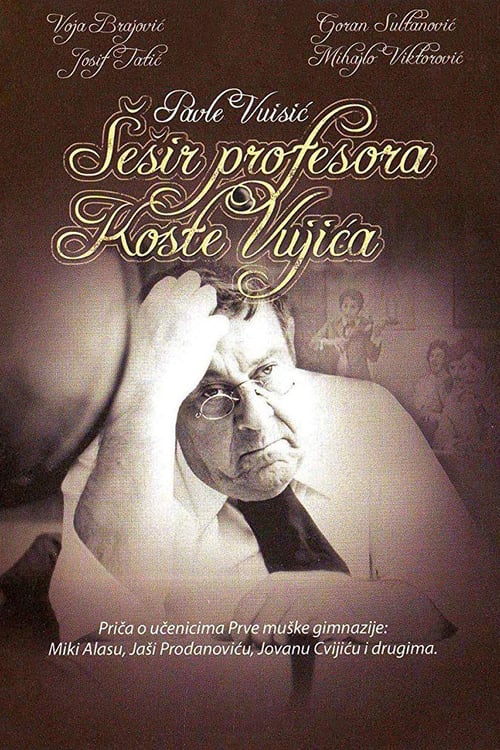 Voja Brajović
Goran Sultanović
Josif Tatić
Mihajlo Viktorović
Pavle Vuisić
Šešir profesora
Koste Vujića
Priča o učenicima Prve muške gimnazije:
Miki Alasu, Jaši Prodanoviću, Jovanu Cvijiću i drugima.